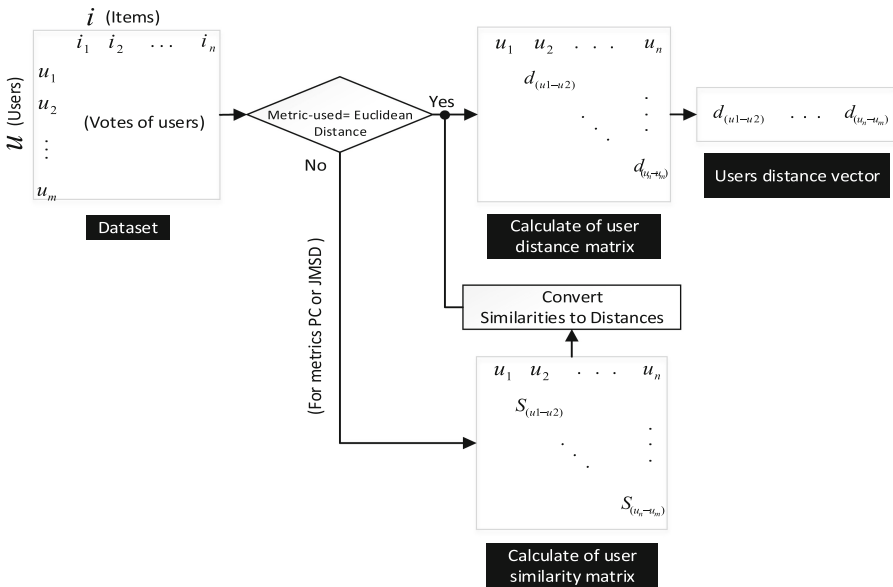 i (Items)
i₁ i₂ ... iₙ
u (Users)
u₁
u₂
⋮
uₘ
(Votes of users)
Dataset
Metric-used= Euclidean
Distance
Yes
No
(For metrics PC or JMSD )
u₁ u₂ . . . uₙ
d(u1−u2)
d(uₙ−uₘ)
Calculate of user
distance matrix
d(u1−u2) . . . d(uₙ−uₘ)
Users distance vector
Convert
Similarities to Distances
u₁ u₂ . . . uₙ
S(u1−u2)
S(uₙ−uₘ)
Calculate of user
similarity matrix